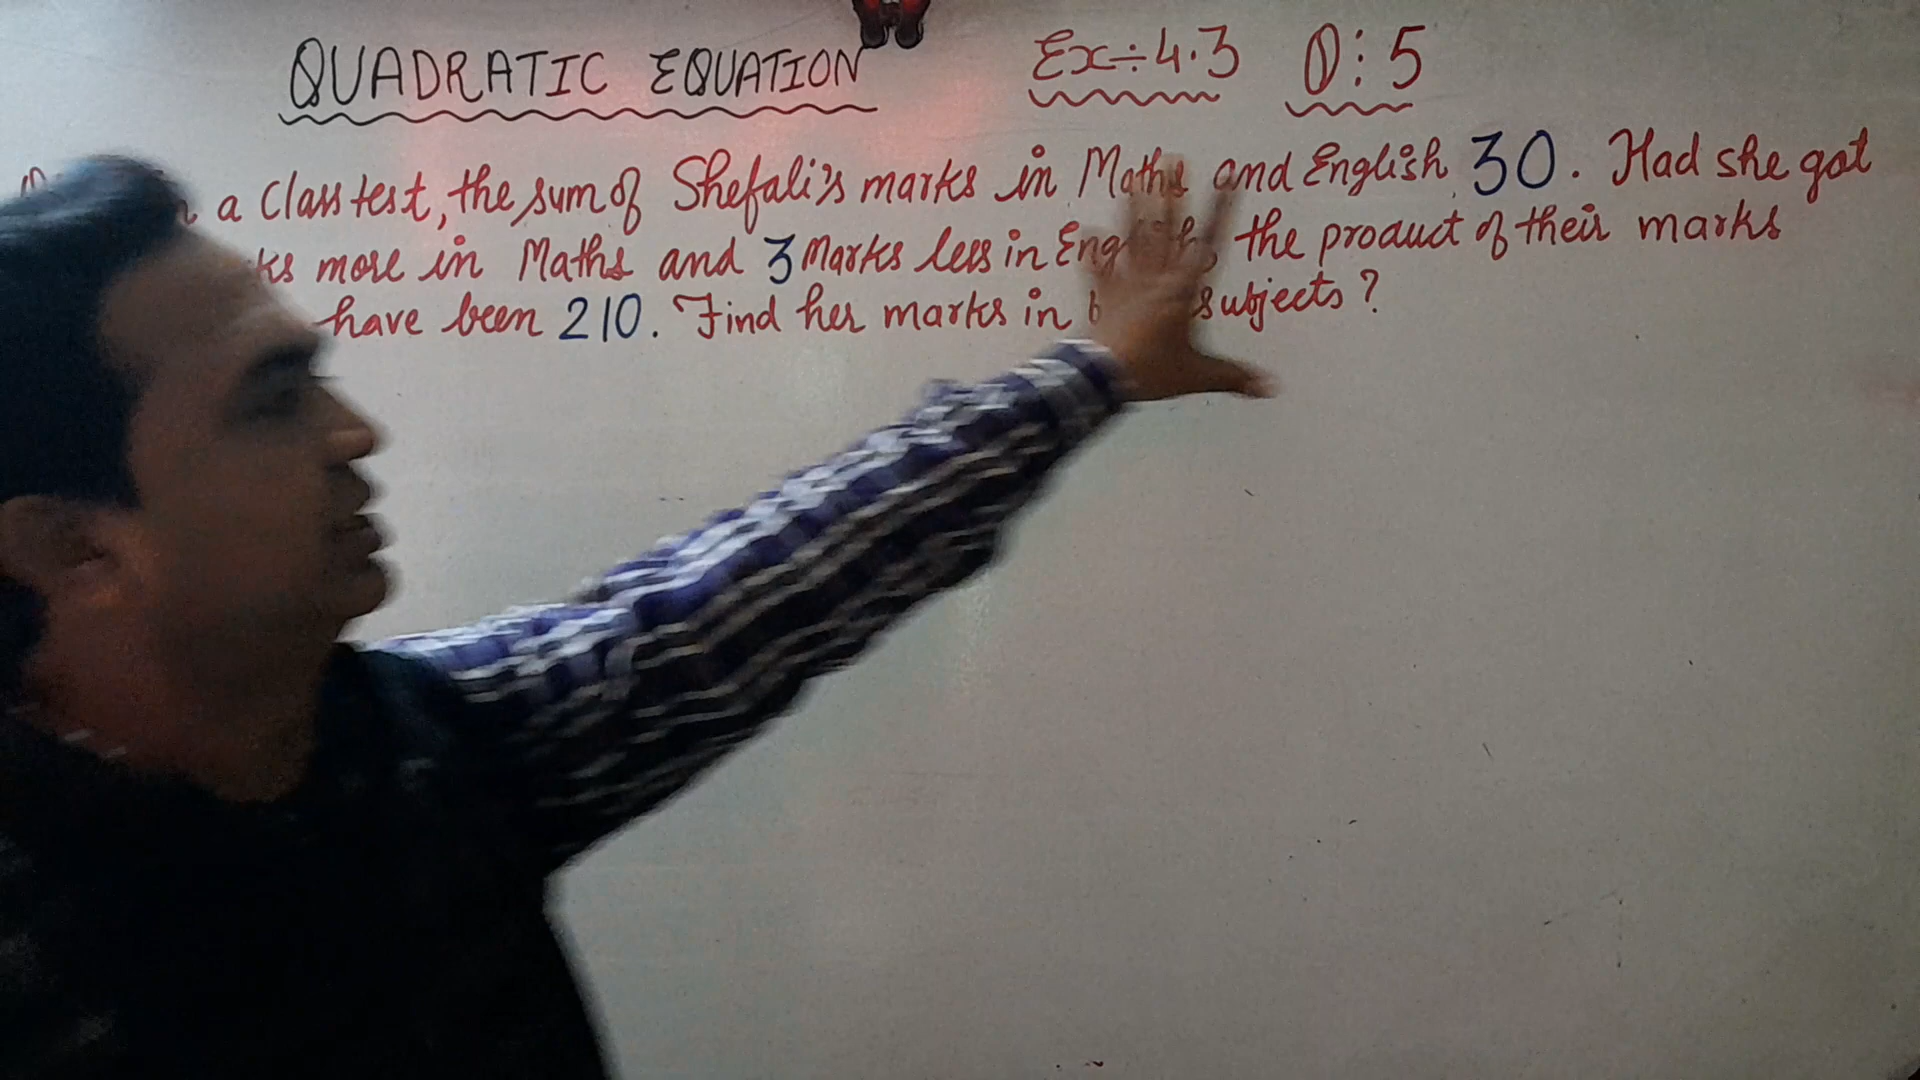 QUADRATIC EQUATION Ex÷4.3 Q:5
a Class test, the sum of Shefali's marks in Maths and English 30. Had she got
more in Maths and 3 Marks less in English, the product of their marks
have been 210. Find her marks in subjects?